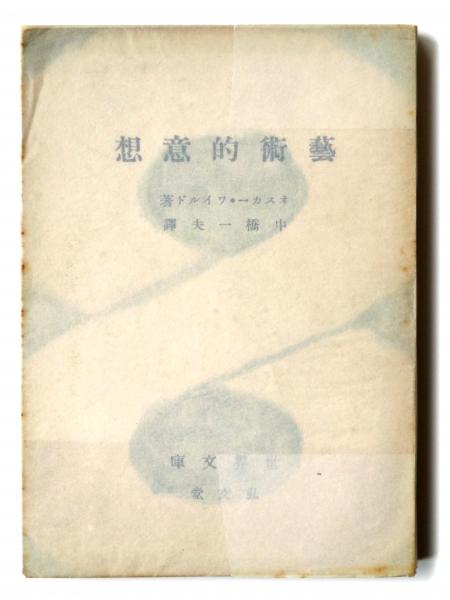 藝術的意想
オスカー・ワイルド著
中橋一夫譯
世界文庫
弘文堂